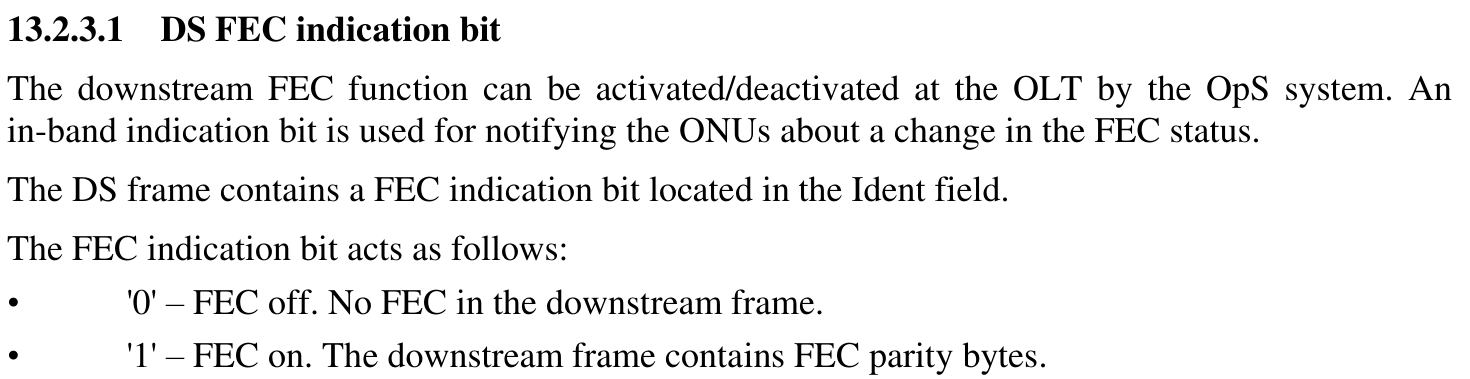 13.2.3.1 DS FEC indication bit
The downstream FEC function can be activated/deactivated at the OLT by the OpS system. An
in-band indication bit is used for notifying the ONUs about a change in the FEC status.
The DS frame contains a FEC indication bit located in the Ident field.
The FEC indication bit acts as follows:
• '0' – FEC off. No FEC in the downstream frame.
• '1' – FEC on. The downstream frame contains FEC parity bytes.